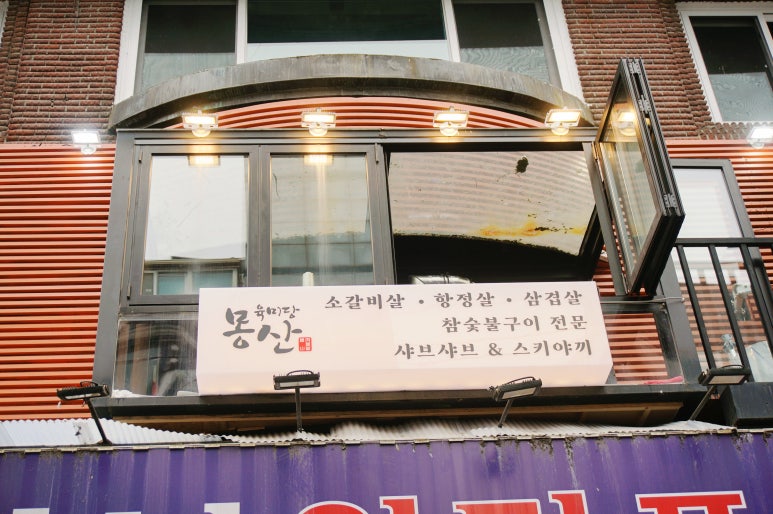 육미당
몽산
소갈비살 · 항정살 · 삼겹살
참숯불구이 전문
샤브샤브 & 스키야끼